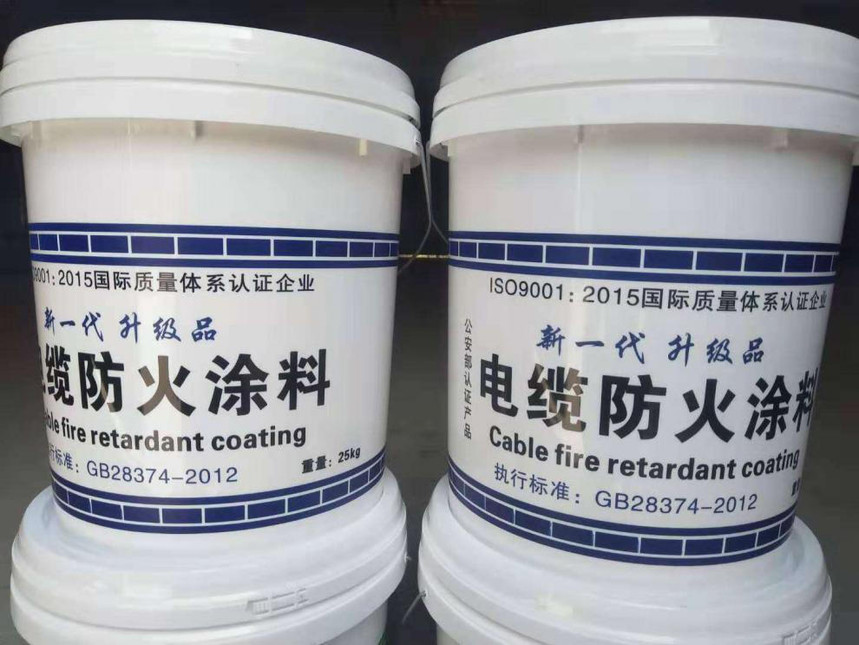 9001：2015国际质量体系认证企业
新一代 升级品
缆防火涂料
ble fire retardant coating
行标准：GB28374-2012
重量：25kg
ISO9001：2015国际质量体系认证企业
新一代 升级品
公安部认证产品
电缆防火涂料
Cable fire retardant coating
执行标准：GB28374-2012